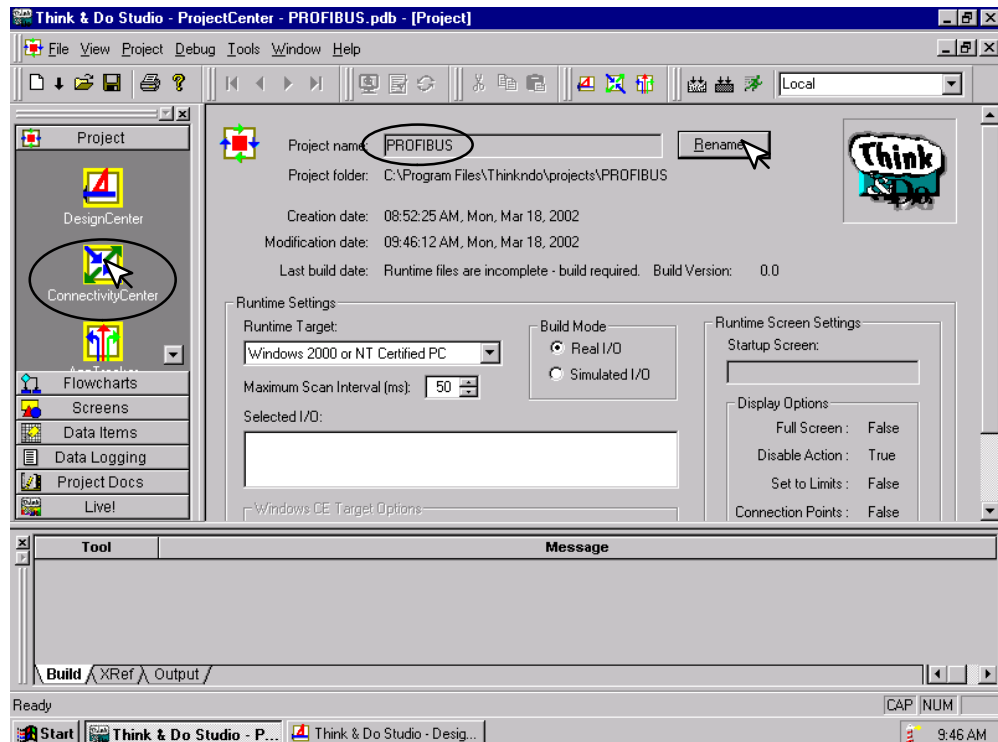 Think & Do Studio - ProjectCenter - PROFIBUS.pdb - [Project]
File View Project Debug Tools Window Help
Local
Project
DesignCenter
ConnectivityCenter
Flowcharts
Screens
Data Items
Data Logging
Project Docs
Live!
Project name: PROFIBUS
Rename
Project folder: C:\Program Files\Thinkndo\projects\PROFIBUS
Creation date: 08:52:25 AM, Mon, Mar 18, 2002
Modification date: 09:46:12 AM, Mon, Mar 18, 2002
Last build date: Runtime files are incomplete - build required. Build Version: 0.0
Think
&Do
Runtime Settings
Runtime Target:
Windows 2000 or NT Certified PC
Maximum Scan Interval (ms): 50
Selected I/O:
Build Mode
Real I/O
Simulated I/O
Windows CE Target Options
Runtime Screen Settings
Startup Screen:
Display Options
Full Screen : False
Disable Action : True
Set to Limits : False
Connection Points : False
Tool Message
Build XRef Output
Ready
CAP NUM
Start Think & Do Studio - P... Think & Do Studio - Desig... 9:46 AM